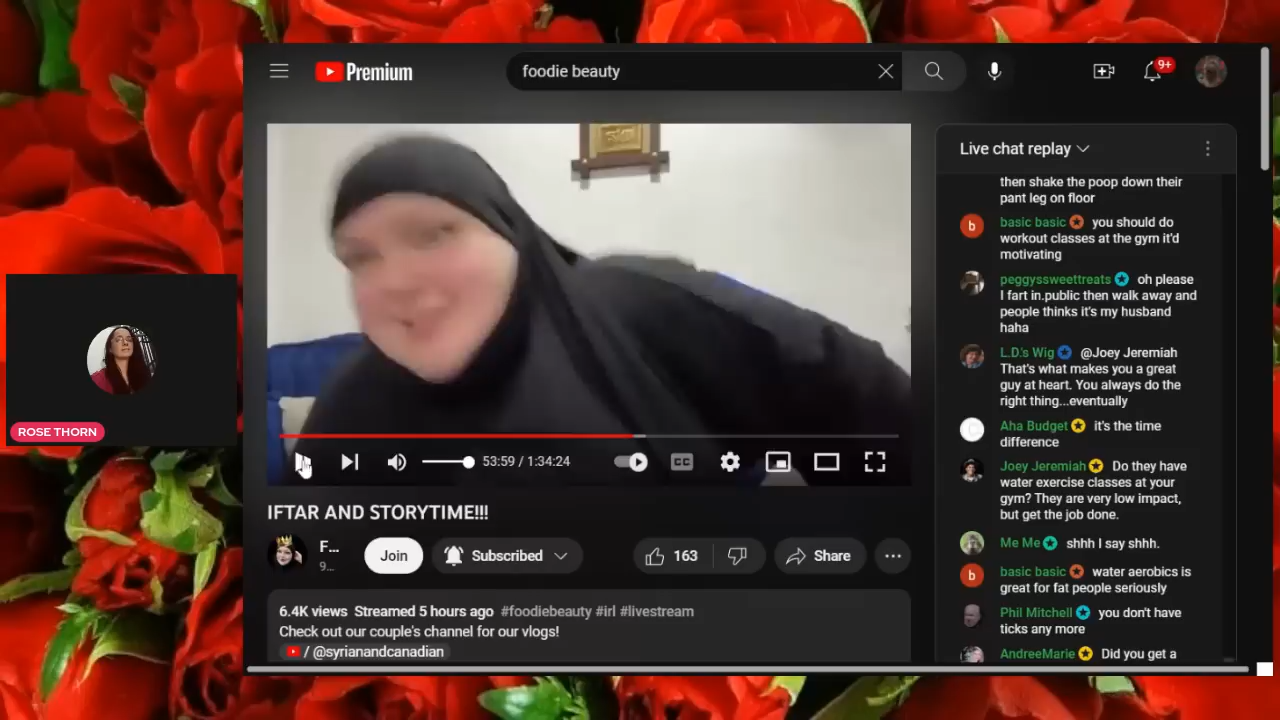 Premium
foodie beauty
9+
Live chat replay
then shake the poop down their
pant leg on floor
basic basic you should do
workout classes at the gym it'd
motivating
peggyssweettreats oh please
I fart in.public then walk away and
people thinks it's my husband
haha
L.D.'s Wig @Joey Jeremiah
That's what makes you a great
guy at heart. You always do the
right thing...eventually
Aha Budget it's the time
difference
Joey Jeremiah Do they have
water exercise classes at your
gym? They are very low impact,
but get the job done.
Me Me shhh I say shhh.
b basic basic water aerobics is
great for fat people seriously
Phil Mitchell you don't have
ticks any more
AndreeMarie Did you get a
ROSE THORN
53:59 / 1:34:24
CC
IFTAR AND STORYTIME!!!
F...
9...
Join
Subscribed
163
Share
6.4K views Streamed 5 hours ago #foodiebeauty #irl #livestream
Check out our couple's channel for our vlogs!
/ @syrianandcanadian